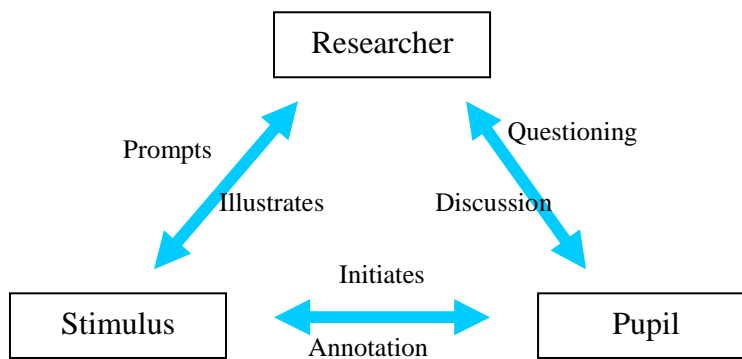 Researcher
Questioning
Prompts
Illustrates
Discussion
Initiates
Stimulus
Pupil
Annotation